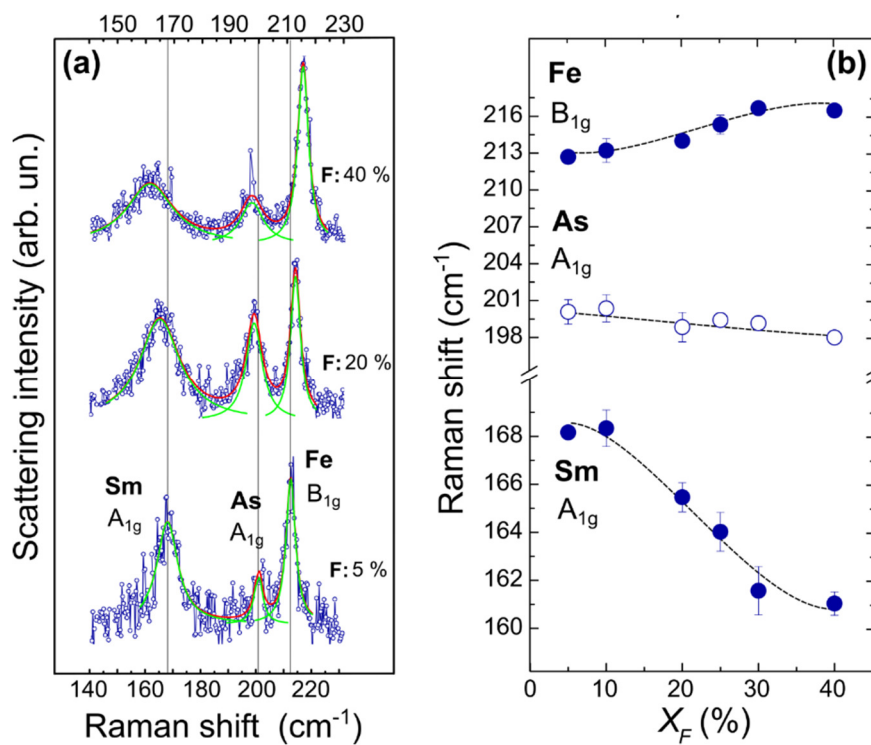 150 170 190 210 230
(a)
F: 40 %
F: 20 %
Sm
A1g
As
A1g
Fe
B1g
F: 5 %
140 160 180 200 220
Raman shift (cm-1)
Scattering intensity (arb. un.)
(b)
Fe
B1g
As
A1g
Sm
A1g
216
213
210
207
204
201
198
168
166
164
162
160
0 10 20 30 40
XF (%)
Raman shift (cm-1)